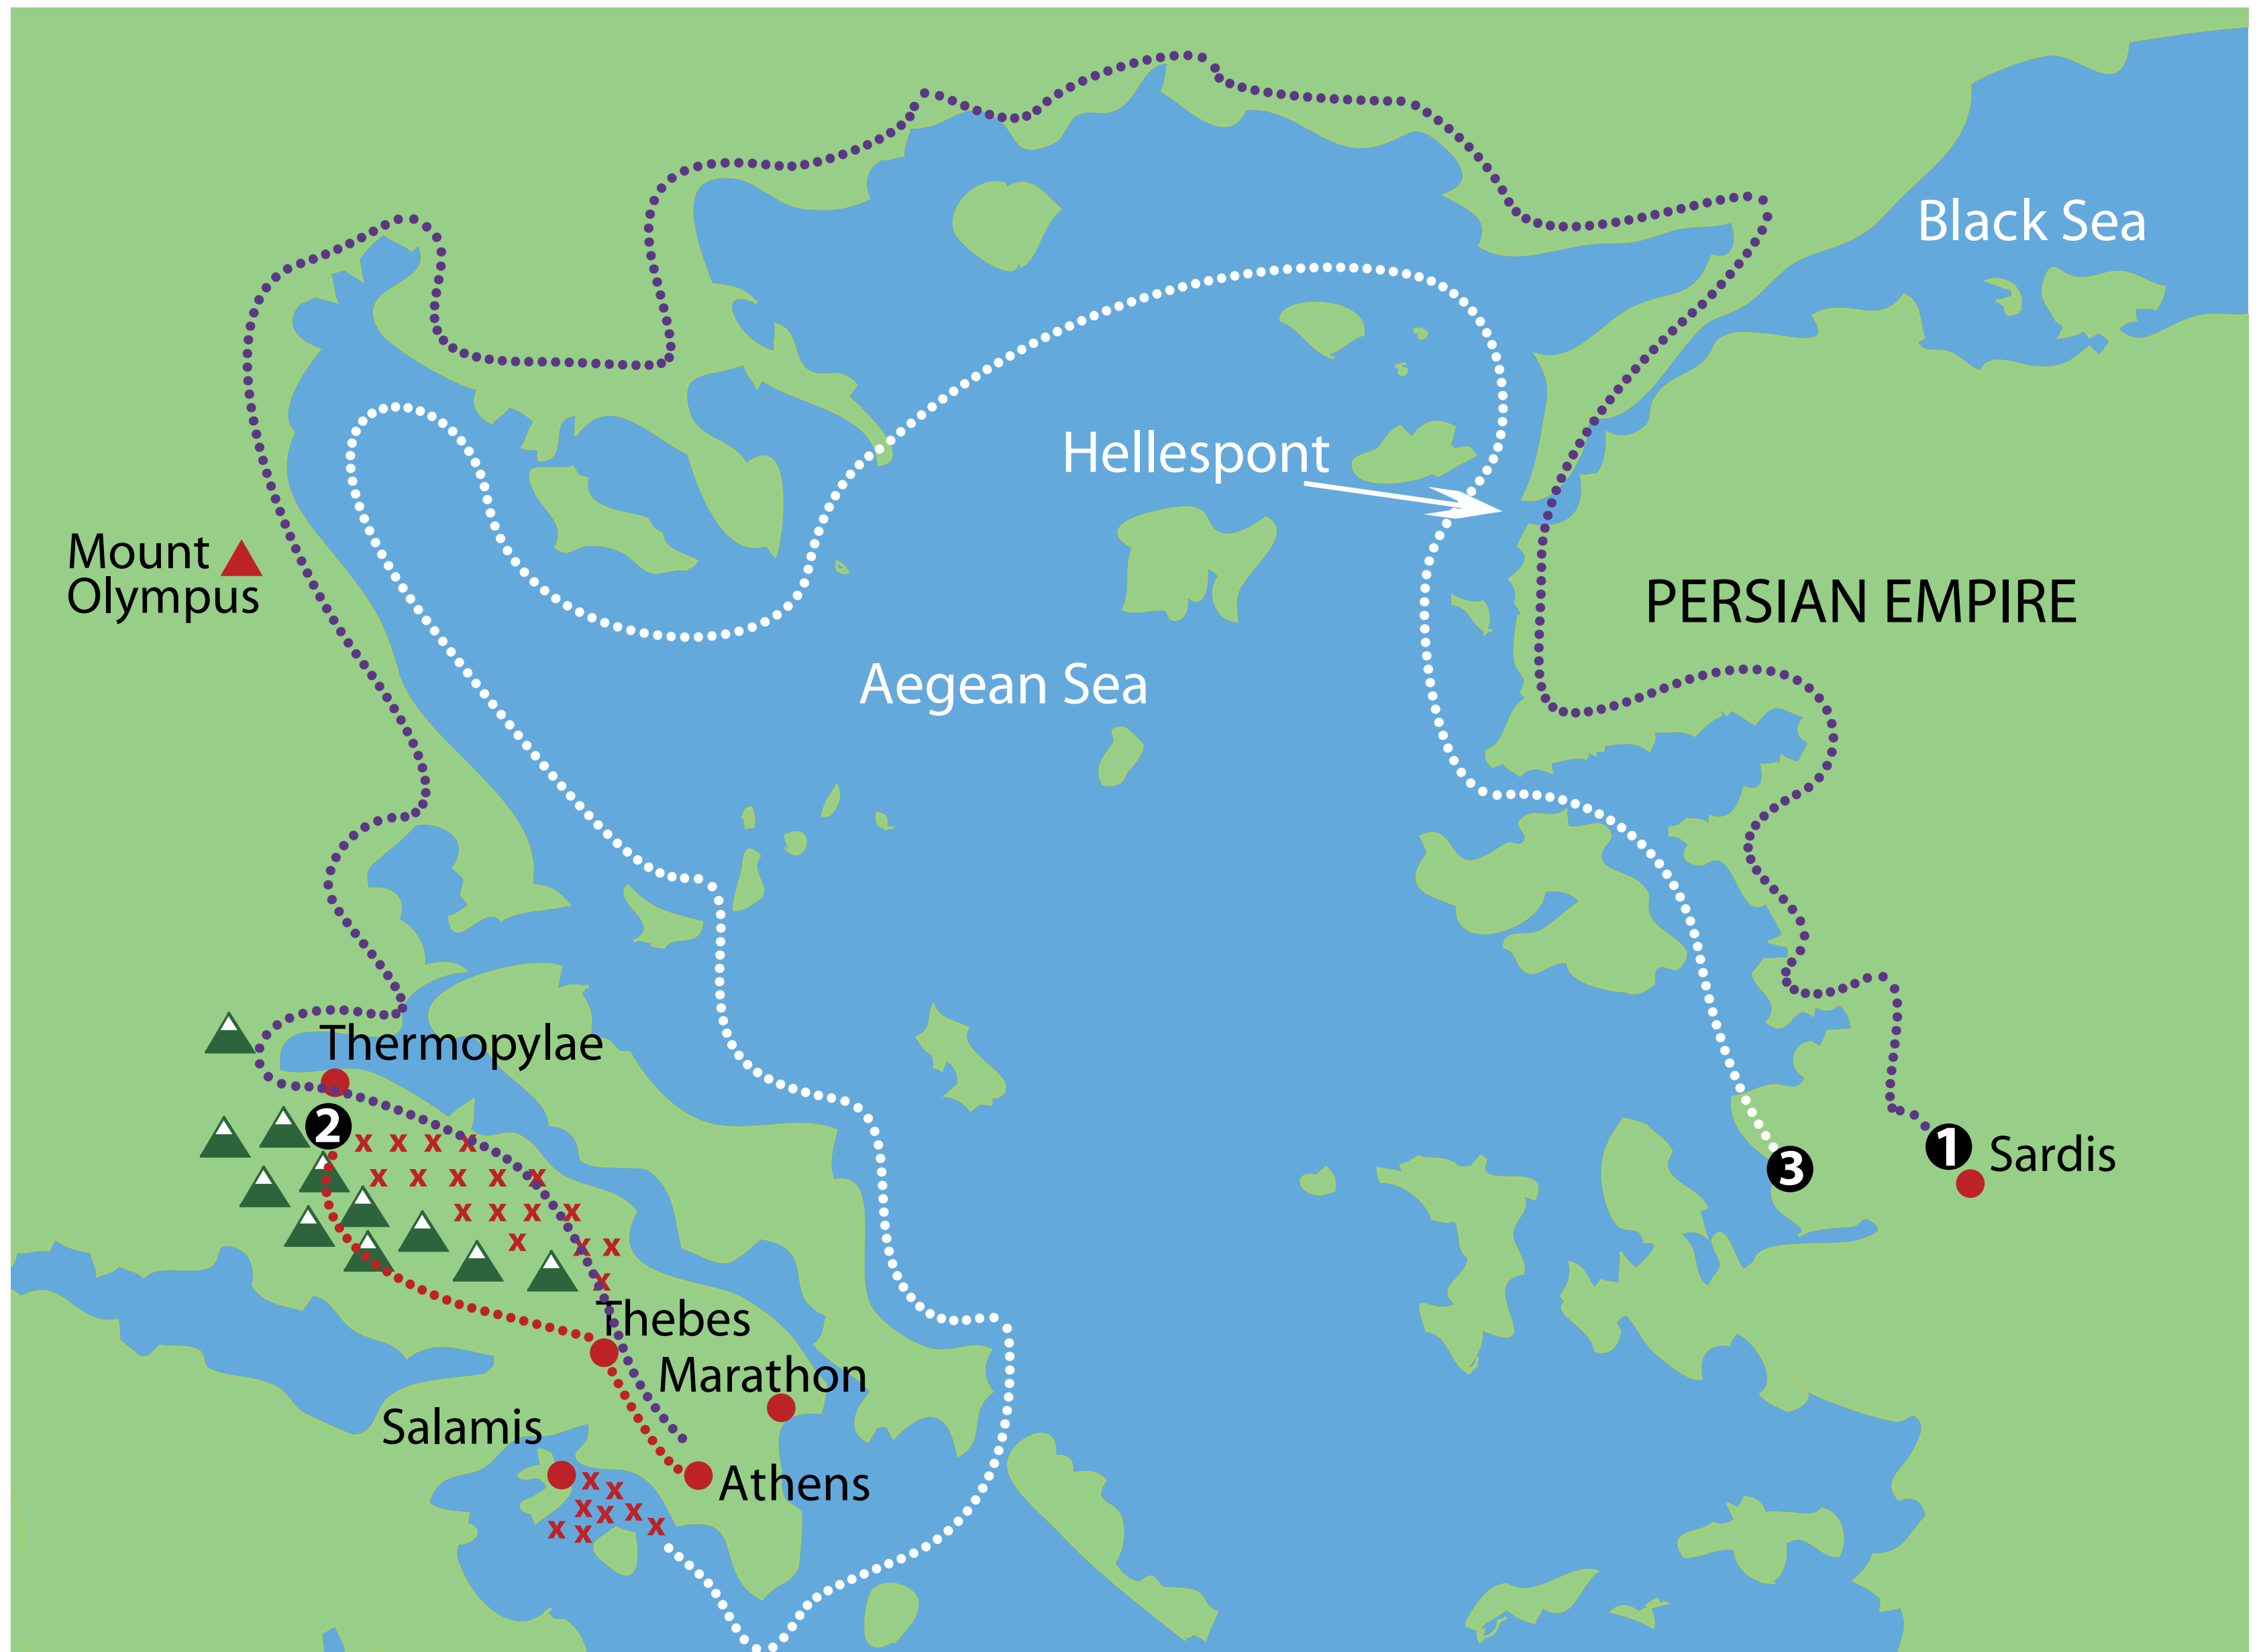 Black Sea
Hellespont
Mount
Olympus
PERSIAN EMPIRE
Aegean Sea
Thermopylae
2
x x x x
x x x x x
1
Sardis
3
x x x x
x x x
x
Thebes
Marathon
Salamis
Athens
x x
x x x
x x x